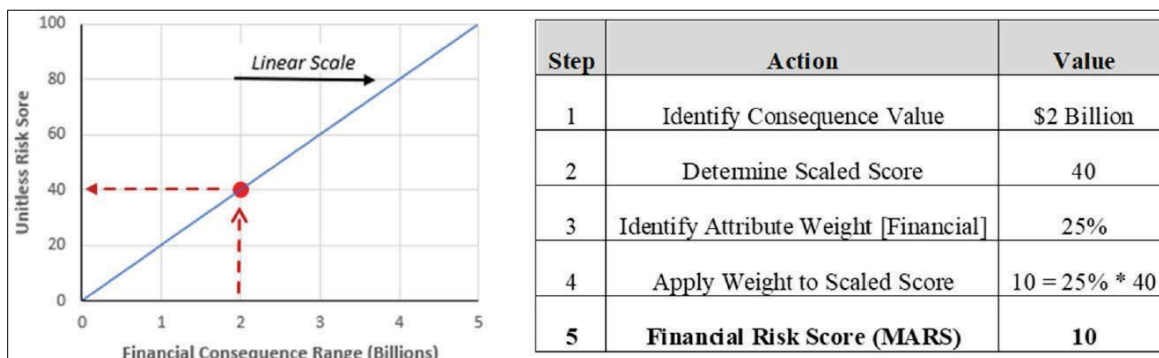 100
80
60
40
20
0
Unitless Risk Sore
Linear Scale
0 1 2 3 4 5
Financial Consequence Range (Billions)
Step Action Value
1 Identify Consequence Value $2 Billion
2 Determine Scaled Score 40
3 Identify Attribute Weight [Financial] 25%
4 Apply Weight to Scaled Score 10 = 25% * 40
5 Financial Risk Score (MARS) 10